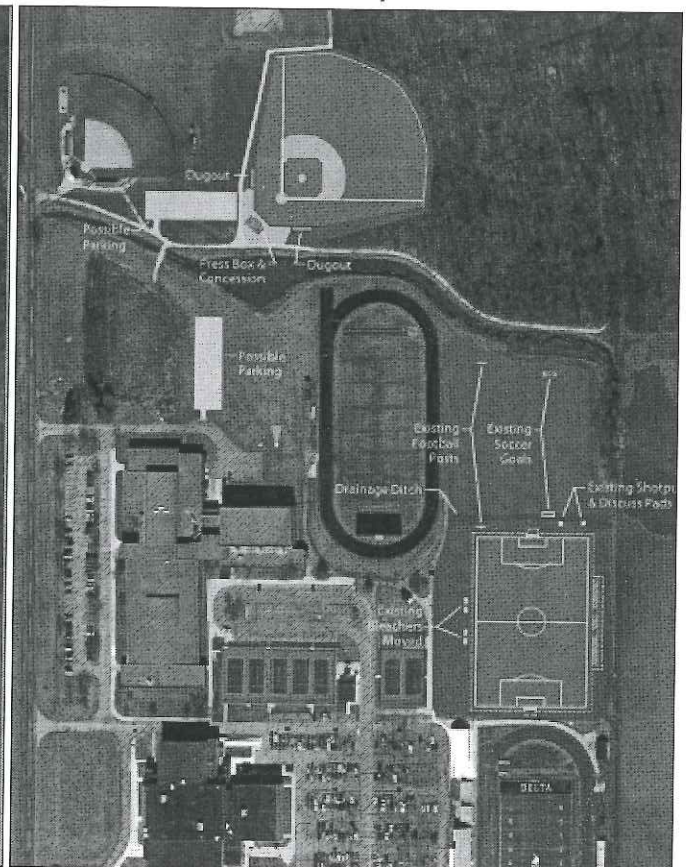 Dugout
Possible
Parking
Press Box &
Concession
Dugout
Possible
Parking
Existing
Football
Posts
Existing
Soccer
Goals
Drainage Ditch
Existing Shotpu
& Discuss Pads
Existing
Bleachers
Moved
DELTA